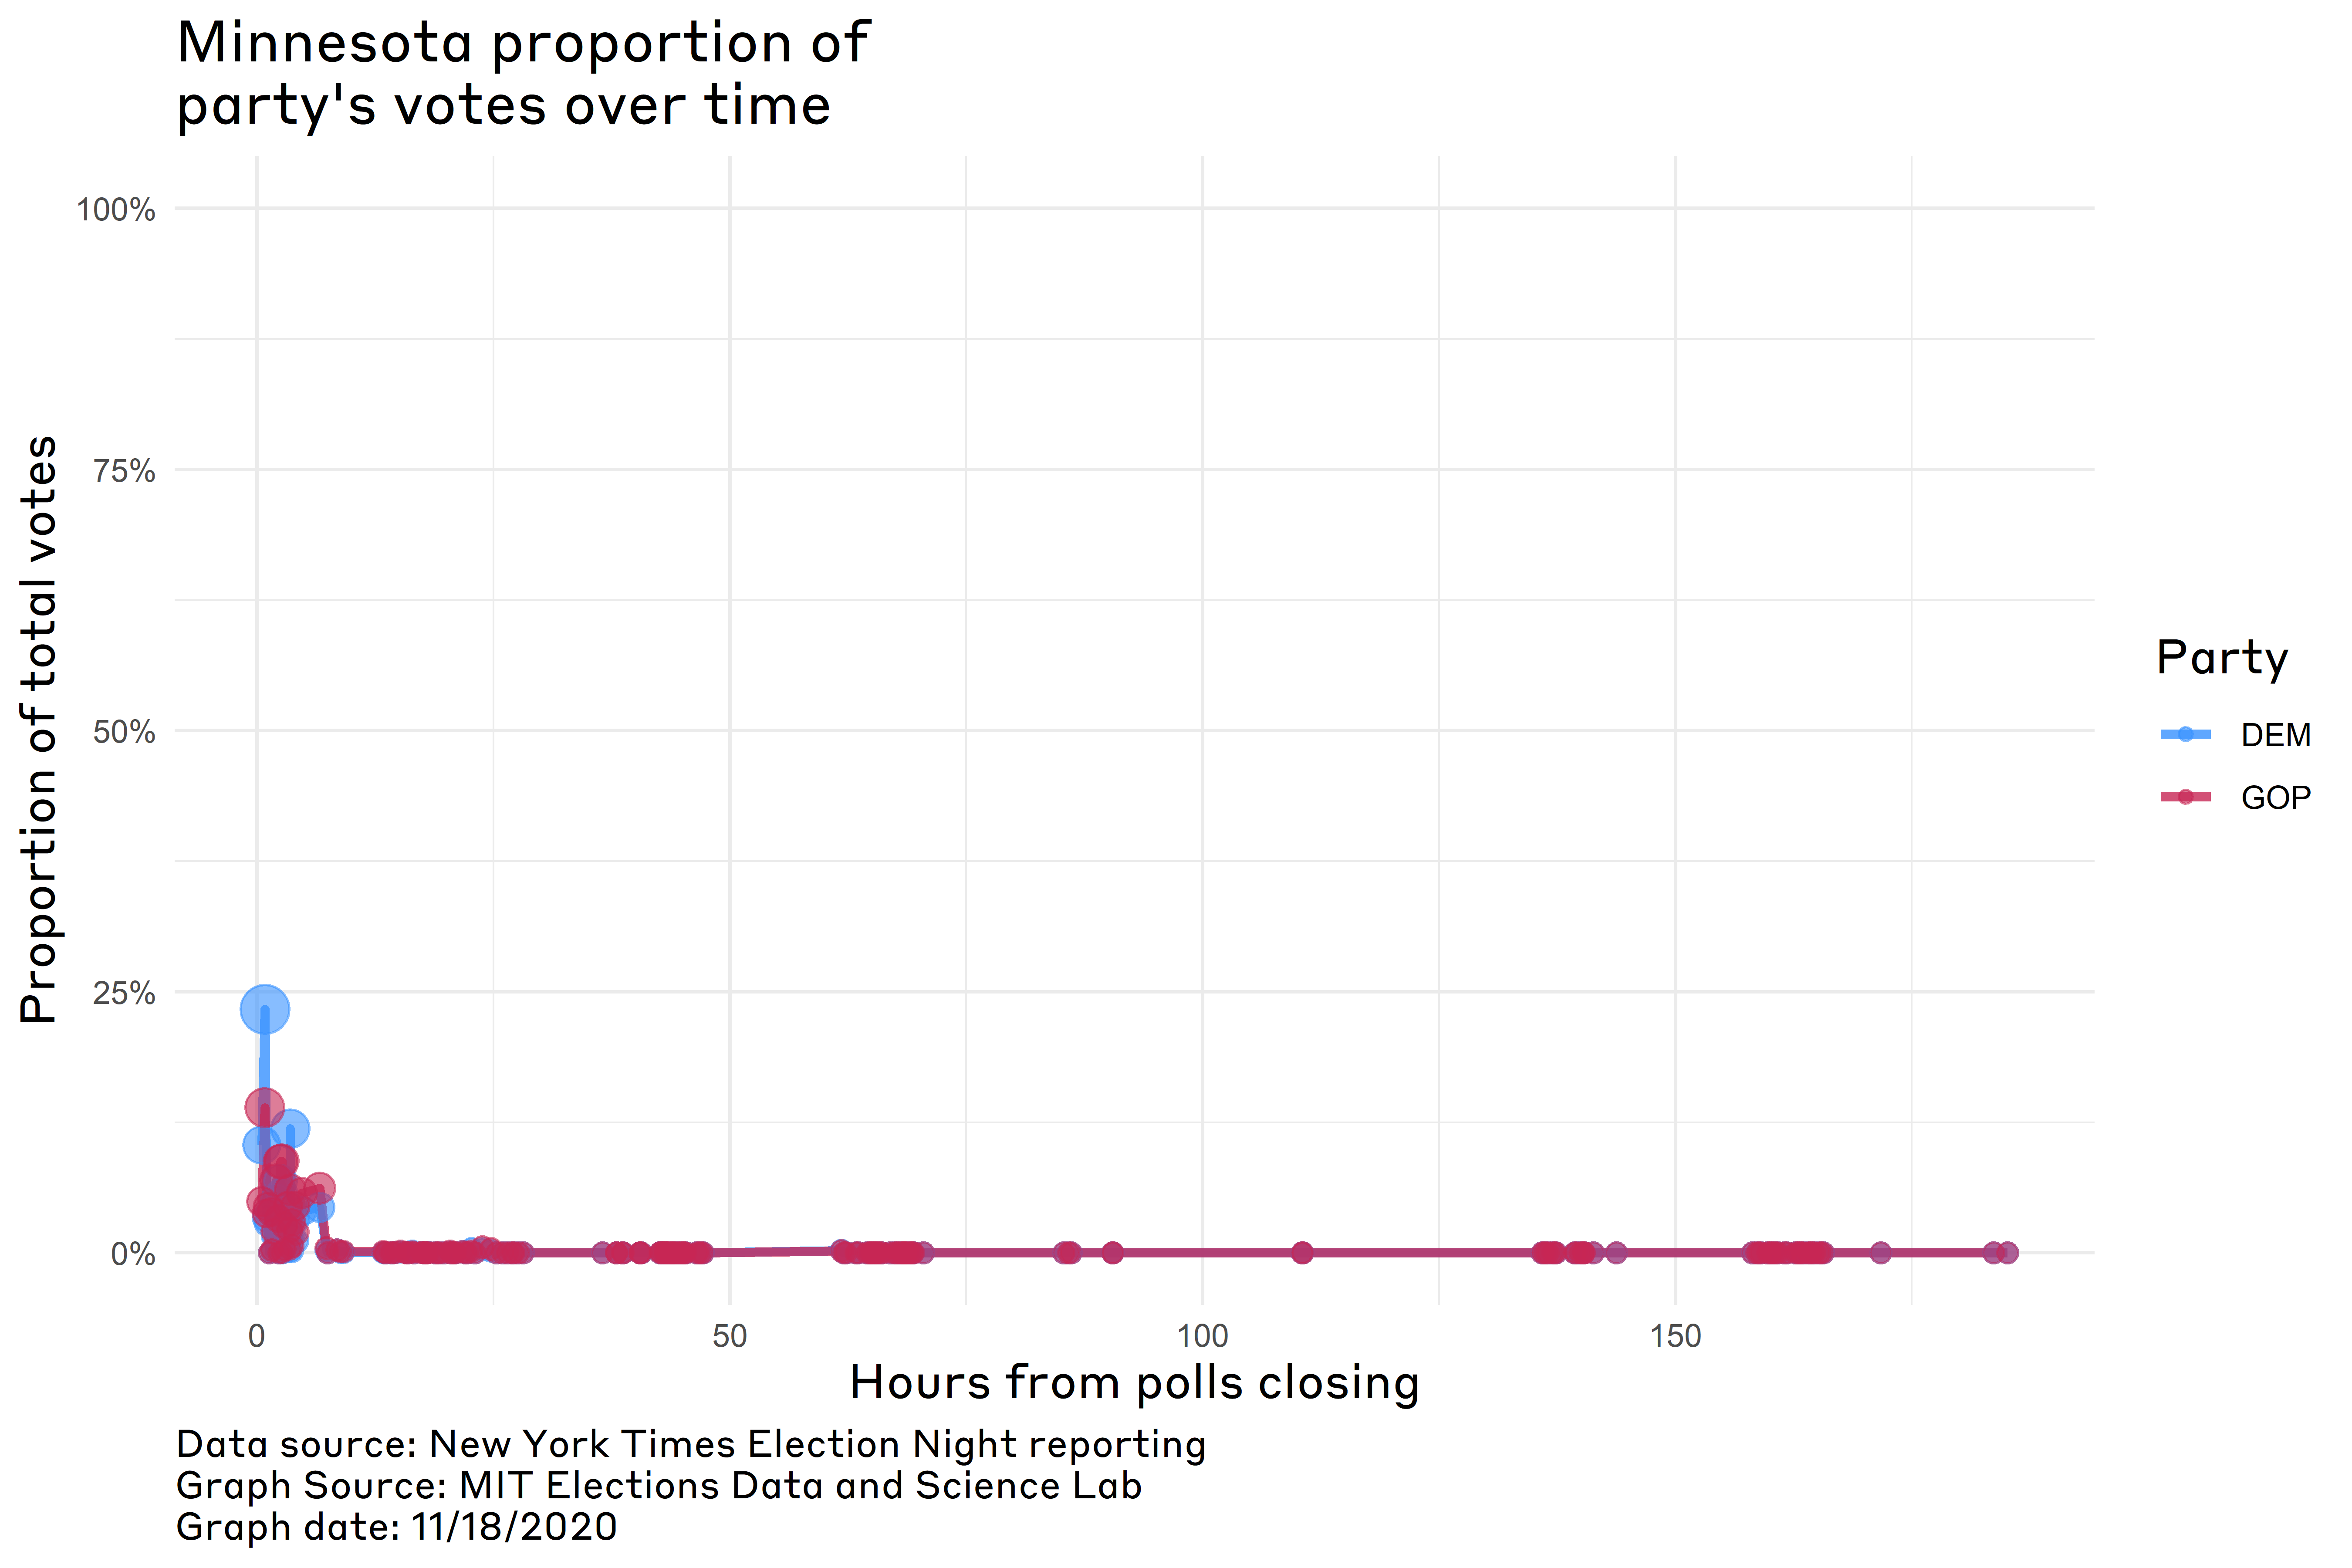 Minnesota proportion of
party's votes over time
Proportion of total votes
100%
75%
50%
25%
0%
0
50
100
150
Hours from polls closing
Party
DEM
GOP
Data source: New York Times Election Night reporting
Graph Source: MIT Elections Data and Science Lab
Graph date: 11/18/2020